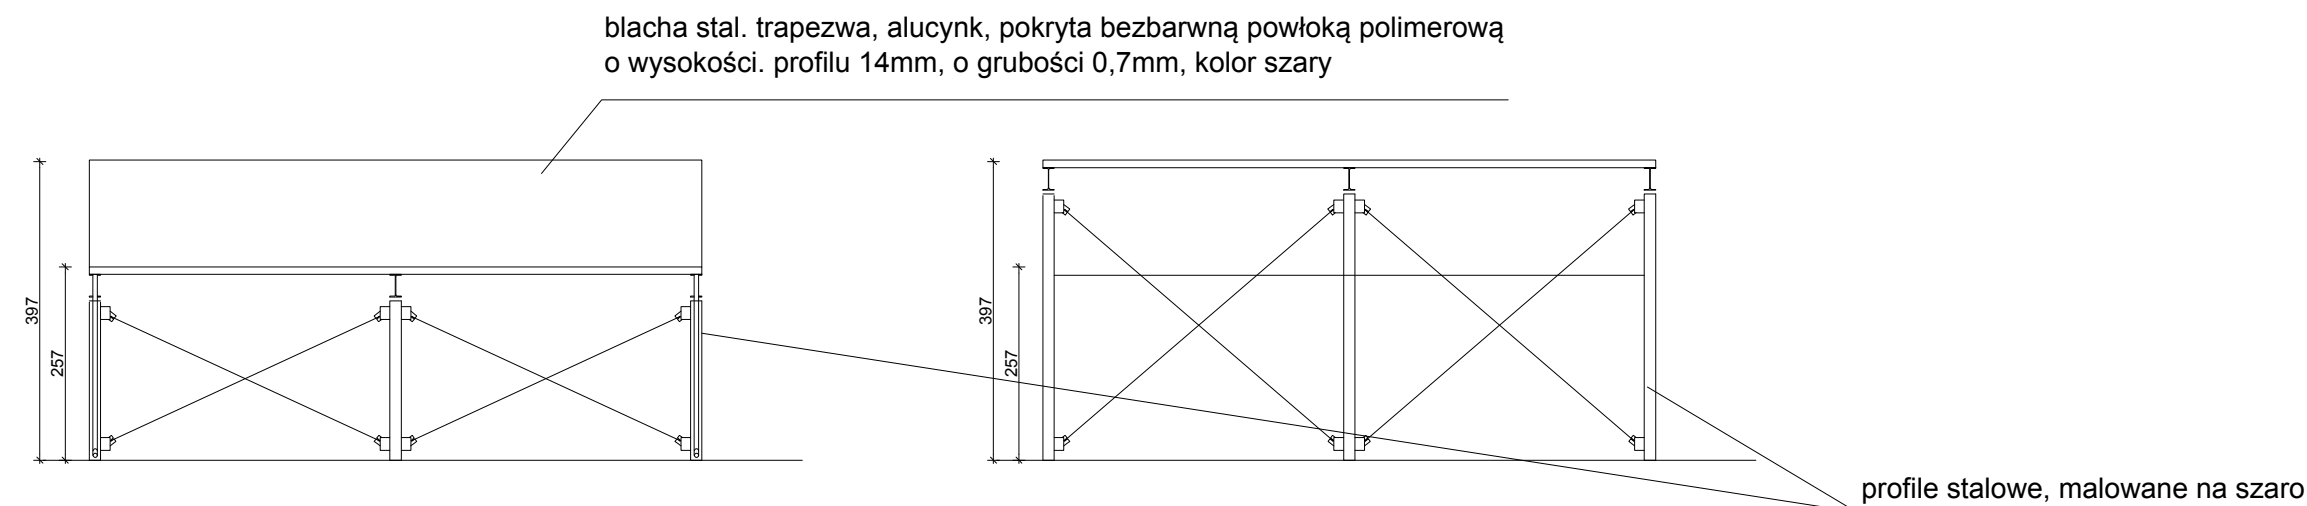 blacha stal. trapezwa, alucynk, pokryta bezbarwną powłoką polimerową
o wysokości. profilu 14mm, o grubości 0,7mm, kolor szary
397
257
397
257
profile stalowe, malowane na szaro